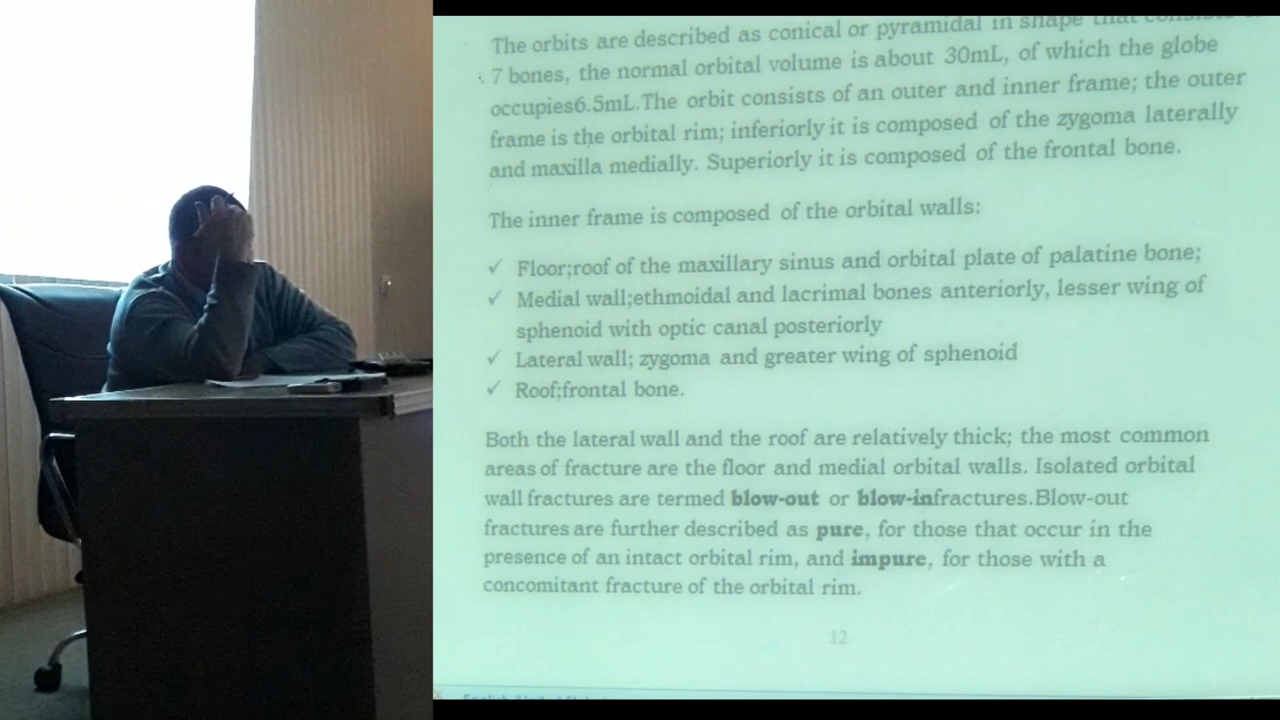 The orbits are described as conical or pyramidal in shape that consists
7 bones, the normal orbital volume is about 30mL, of which the globe
occupies6.5mL.The orbit consists of an outer and inner frame; the outer
frame is the orbital rim; inferiorly it is composed of the zygoma laterally
and maxilla medially. Superiorly it is composed of the frontal bone.
The inner frame is composed of the orbital walls:
✓ Floor;roof of the maxillary sinus and orbital plate of palatine bone;
✓ Medial wall;ethmoidal and lacrimal bones anteriorly, lesser wing of
sphenoid with optic canal posteriorly
✓ Lateral wall; zygoma and greater wing of sphenoid
✓ Roof;frontal bone.
Both the lateral wall and the roof are relatively thick; the most common
areas of fracture are the floor and medial orbital walls. Isolated orbital
wall fractures are termed blow-out or blow-infractures.Blow-out
fractures are further described as pure, for those that occur in the
presence of an intact orbital rim, and impure, for those with a
concomitant fracture of the orbital rim.
12